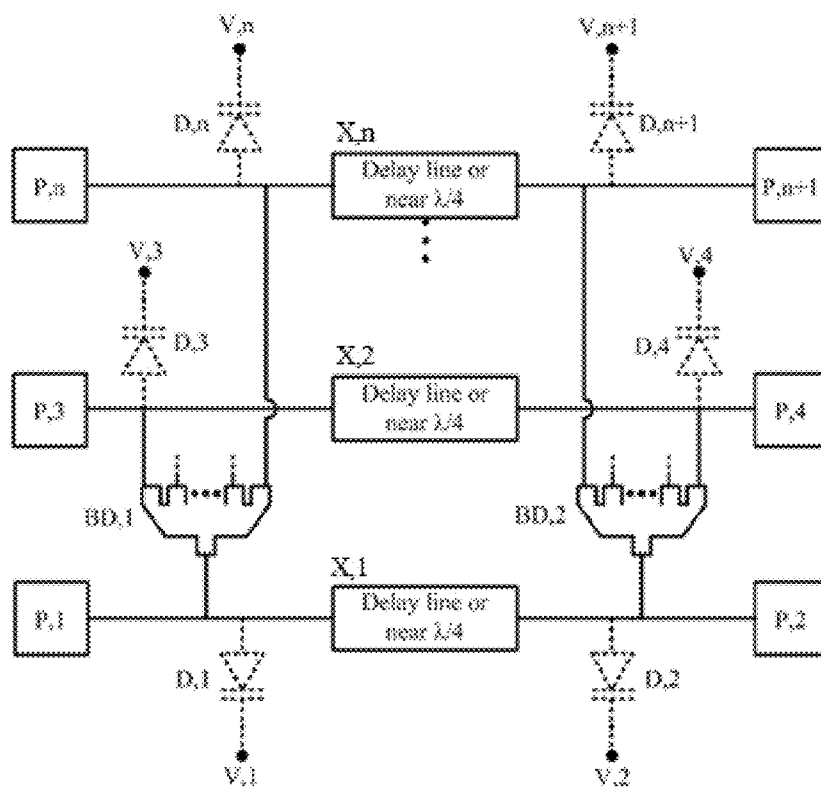 V,n V,n+1
D,n D,n+1
X,n
P,n Delay line or P,n+1
near λ/4
V,3 V,4
D,3 D,4
X,2
P,3 Delay line or P,4
near λ/4
BD,1 BD,2
X,1
P,1 Delay line or P,2
near λ/4
D,1 D,2
V,1 V,2